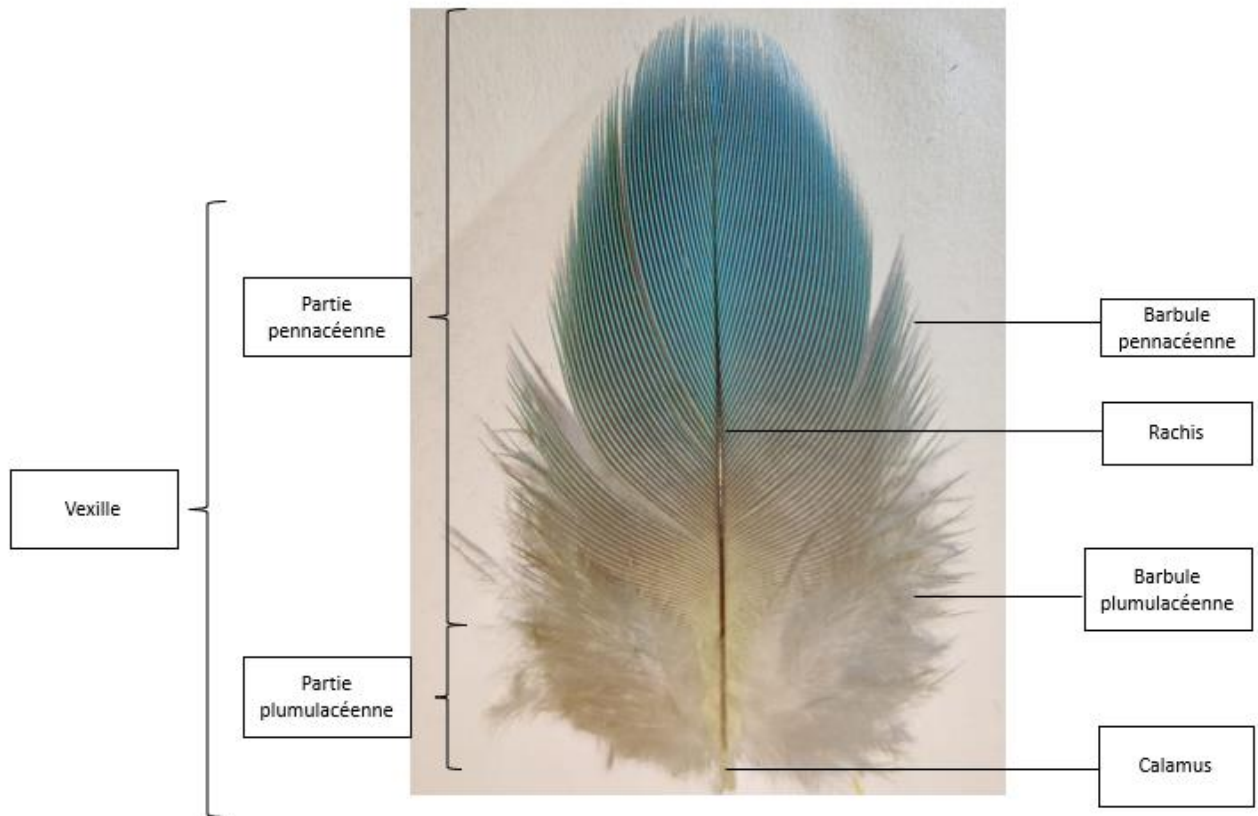 Partie
pennacéenne
Barbule
pennacéenne
Rachis
Vexille
Barbule
plumulacéenne
Partie
plumulacéenne
Calamus